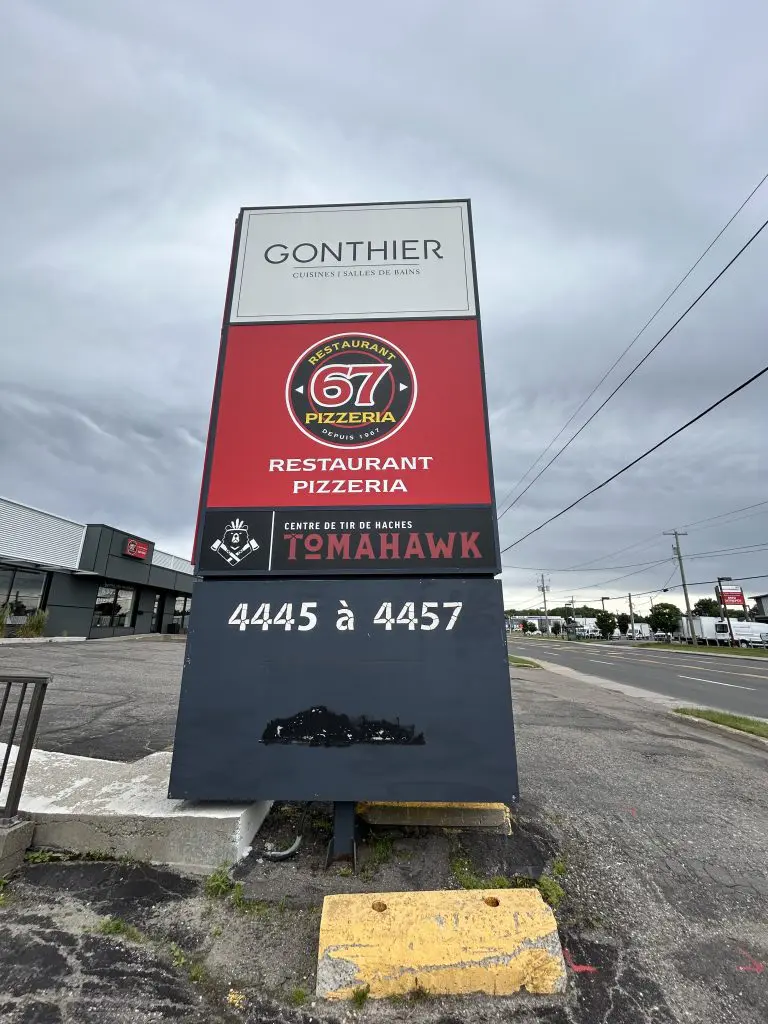 GONTHIER
CUISINES | SALLES DE BAINS
RESTAURANT
67
PIZZERIA
DEPUIS 1967
RESTAURANT
PIZZERIA
CENTRE DE TIR DE HACHES
TOMAHAWK
4445 à 4457
67